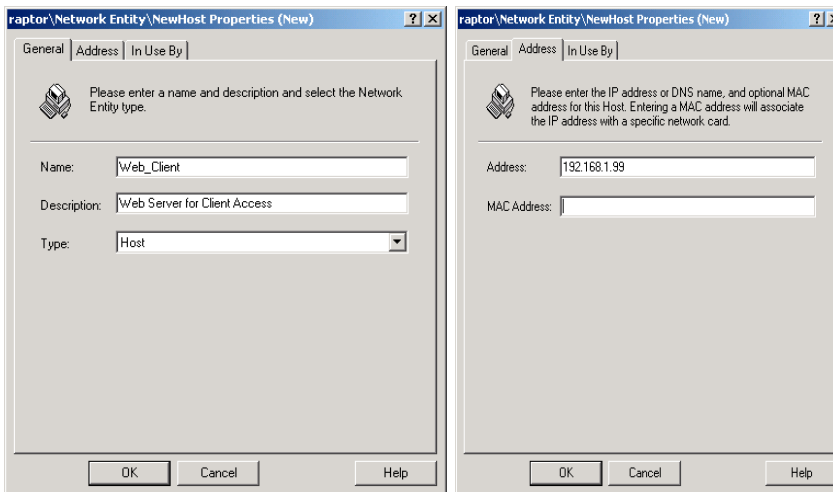 raptor\Network Entity\NewHost Properties (New)
General
Address
In Use By
Please enter a name and description and select the Network
Entity type.
Name:
Web_Client
Description:
Web Server for Client Access
Type:
Host
OK
Cancel
Help
raptor\Network Entity\NewHost Properties (New)
General
Address
In Use By
Please enter the IP address or DNS name, and optional MAC
address for this Host. Entering a MAC address will associate
the IP address with a specific network card.
Address:
192.168.1.99
MAC Address:
OK
Cancel
Help